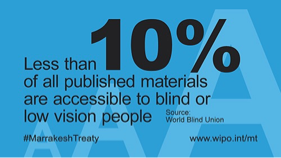 Less than 10%
of all published materials
are accessible to blind or
low vision people
Source:
World Blind Union
#MarrakeshTreaty
www.wipo.int/mt